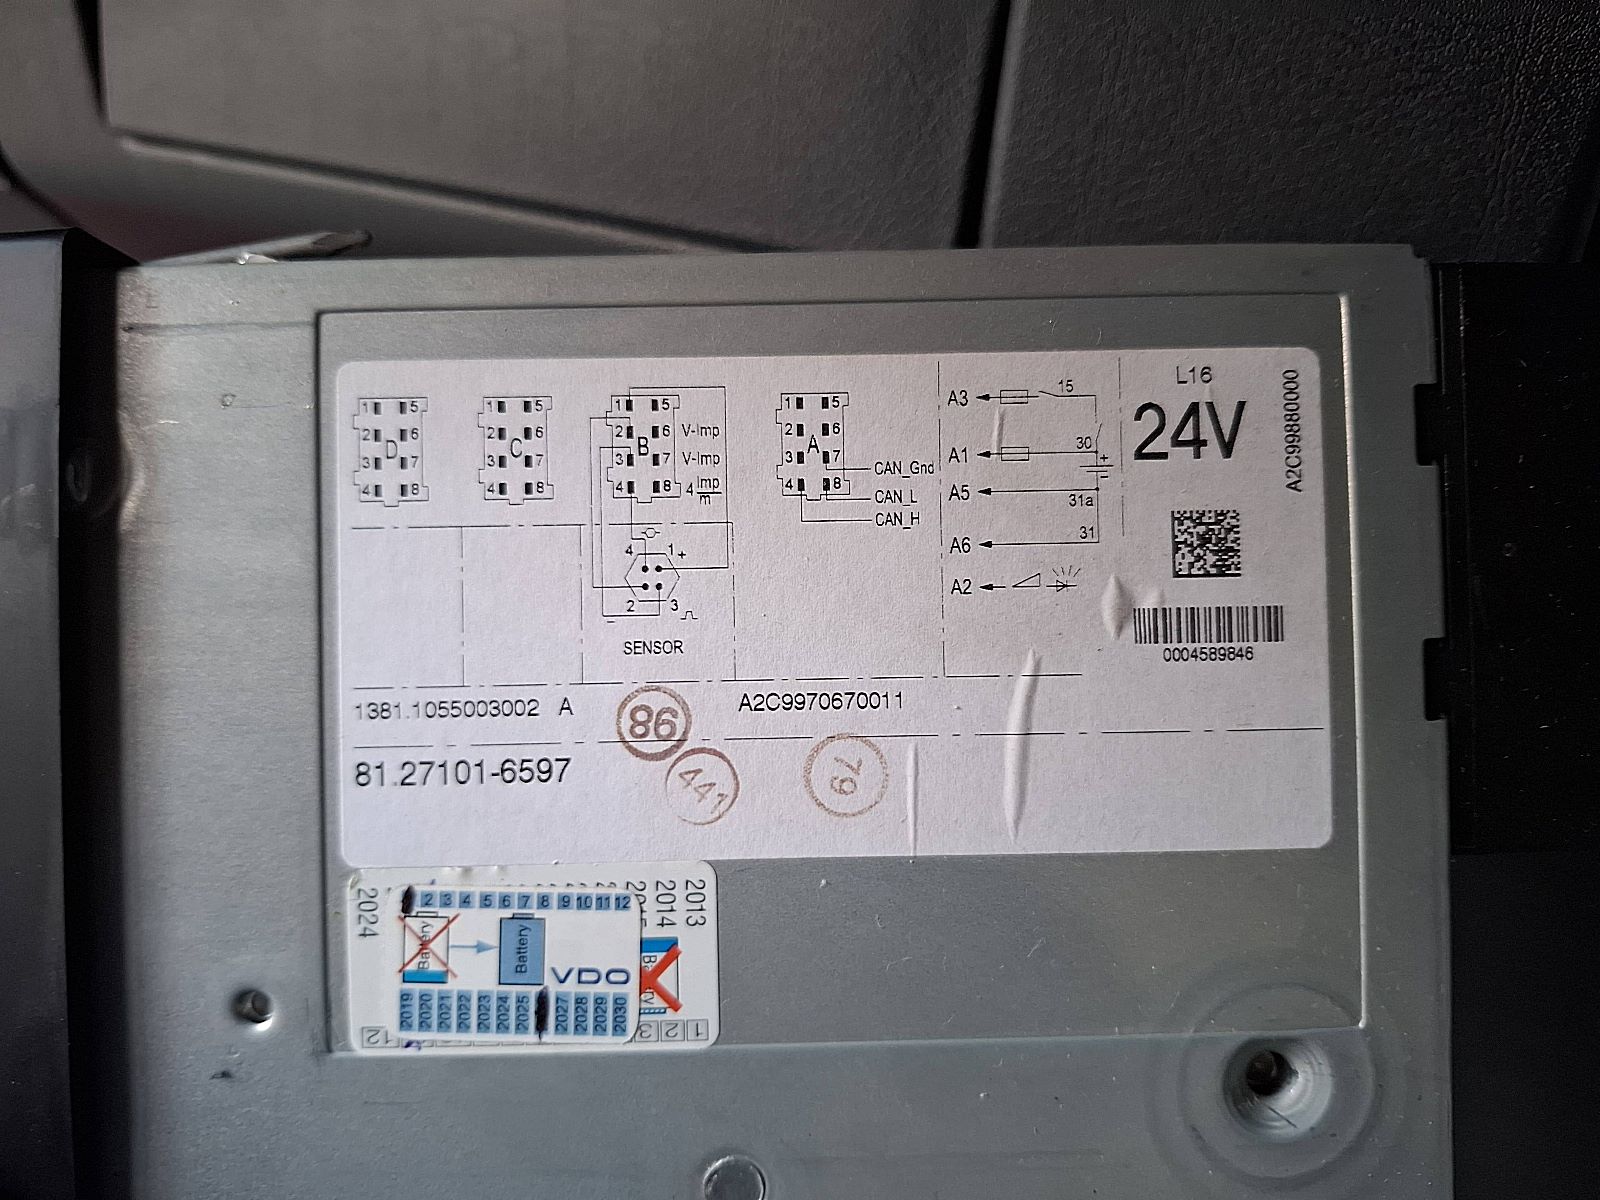 1 5
2 6
D
3 7
4 8
1 5
2 6
C
3 7
4 8
1 5
2 6 V-Imp
B
3 7 V-Imp
4 8 4 Imp/m
4 1 +
2 3
-
SENSOR
1 5
2 6
A
3 7
4 8
CAN_Gnd
CAN_L
CAN_H
A3 15
A1 30
+
A5 31a
A6 31
A2
L16
24V
A2C99880000
0004589846
1381.1055003002 A
A2C9970670011
86
441
79
81.27101-6597
2024
2014
2013
2 3 4 5 6 7 8 9 10 11 12
Battery
Battery
VDO
2019 2020 2021 2022 2023 2024 2025 2027 2028 2029 2030
12
3 2 1